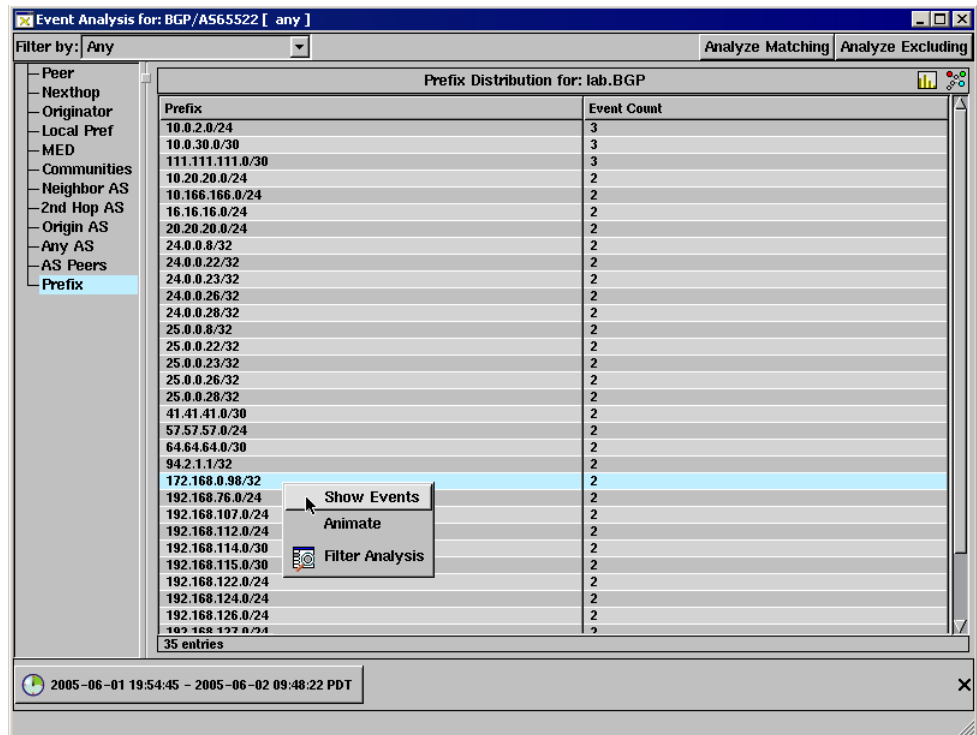 Event Analysis for: BGP/AS65522 [ any ]
Filter by: Any
Analyze Matching Analyze Excluding
Peer
Nexthop
Originator
Local Pref
MED
Communities
Neighbor AS
2nd Hop AS
Origin AS
Any AS
AS Peers
Prefix
Prefix Distribution for: lab.BGP
Prefix Event Count
10.0.2.0/24 3
10.0.30.0/30 3
111.111.111.0/30 3
10.20.20.0/24 2
10.166.166.0/24 2
16.16.16.0/24 2
20.20.20.0/24 2
24.0.0.8/32 2
24.0.0.22/32 2
24.0.0.23/32 2
24.0.0.26/32 2
24.0.0.28/32 2
25.0.0.8/32 2
25.0.0.22/32 2
25.0.0.23/32 2
25.0.0.26/32 2
25.0.0.28/32 2
41.41.41.0/30 2
57.57.57.0/24 2
64.64.64.0/30 2
94.2.1.1/32 2
172.168.0.98/32 2
192.168.76.0/24 2
192.168.107.0/24 2
192.168.112.0/24 2
192.168.114.0/30 2
192.168.115.0/30 2
192.168.122.0/24 2
192.168.124.0/24 2
192.168.126.0/24 2
192.168.127.0/24 2
Show Events
Animate
Filter Analysis
35 entries
2005-06-01 19:54:45 - 2005-06-02 09:48:22 PDT